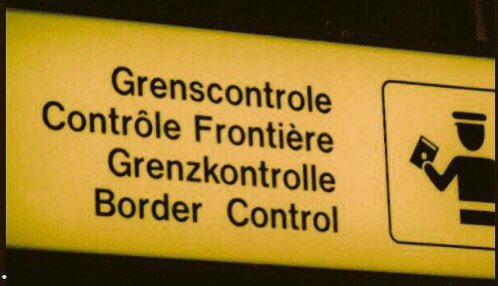 Grenscontrole
Contrôle Frontière
Grenzkontrolle
Border Control